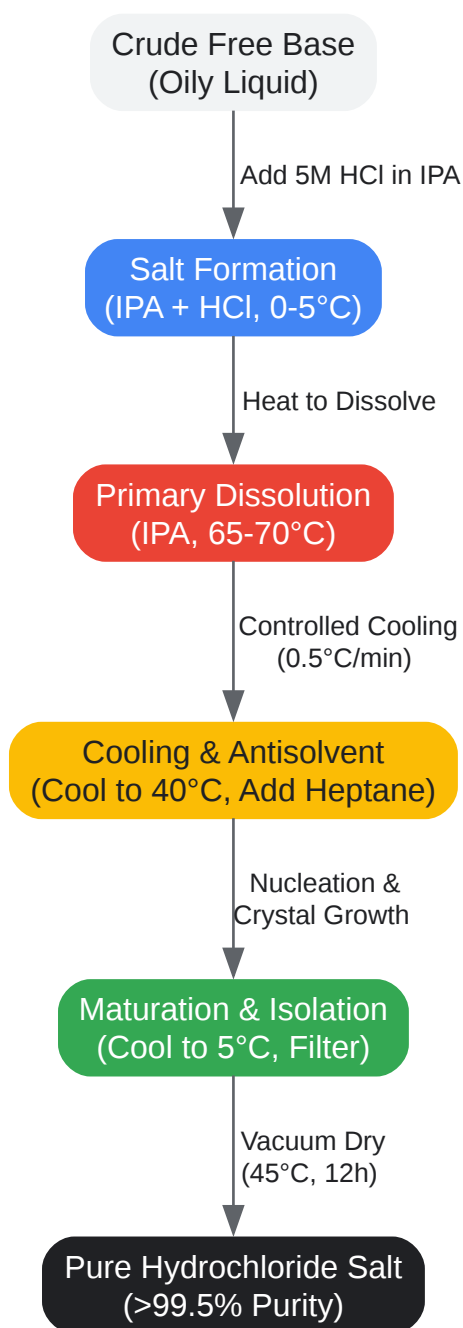 Crude Free Base
(Oily Liquid)
Add 5M HCl in IPA
Salt Formation
(IPA + HCl, 0-5°C)
Heat to Dissolve
Primary Dissolution
(IPA, 65-70°C)
Controlled Cooling
(0.5°C/min)
Cooling & Antisolvent
(Cool to 40°C, Add Heptane)
Nucleation &
Crystal Growth
Maturation & Isolation
(Cool to 5°C, Filter)
Vacuum Dry
(45°C, 12h)
Pure Hydrochloride Salt
(>99.5% Purity)